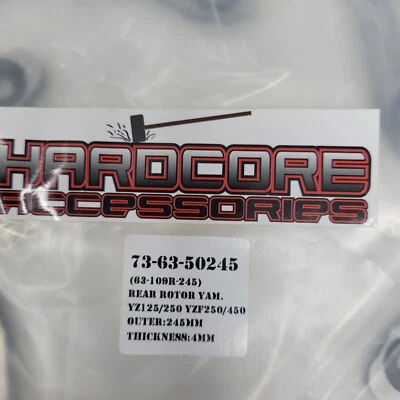 HARDCORE
ACCESSORIES
73-63-50245
(63-109R-245)
REAR ROTOR YAM.
YZ125/250 YZF250/450
OUTER:245MM
THICKNESS:4MM